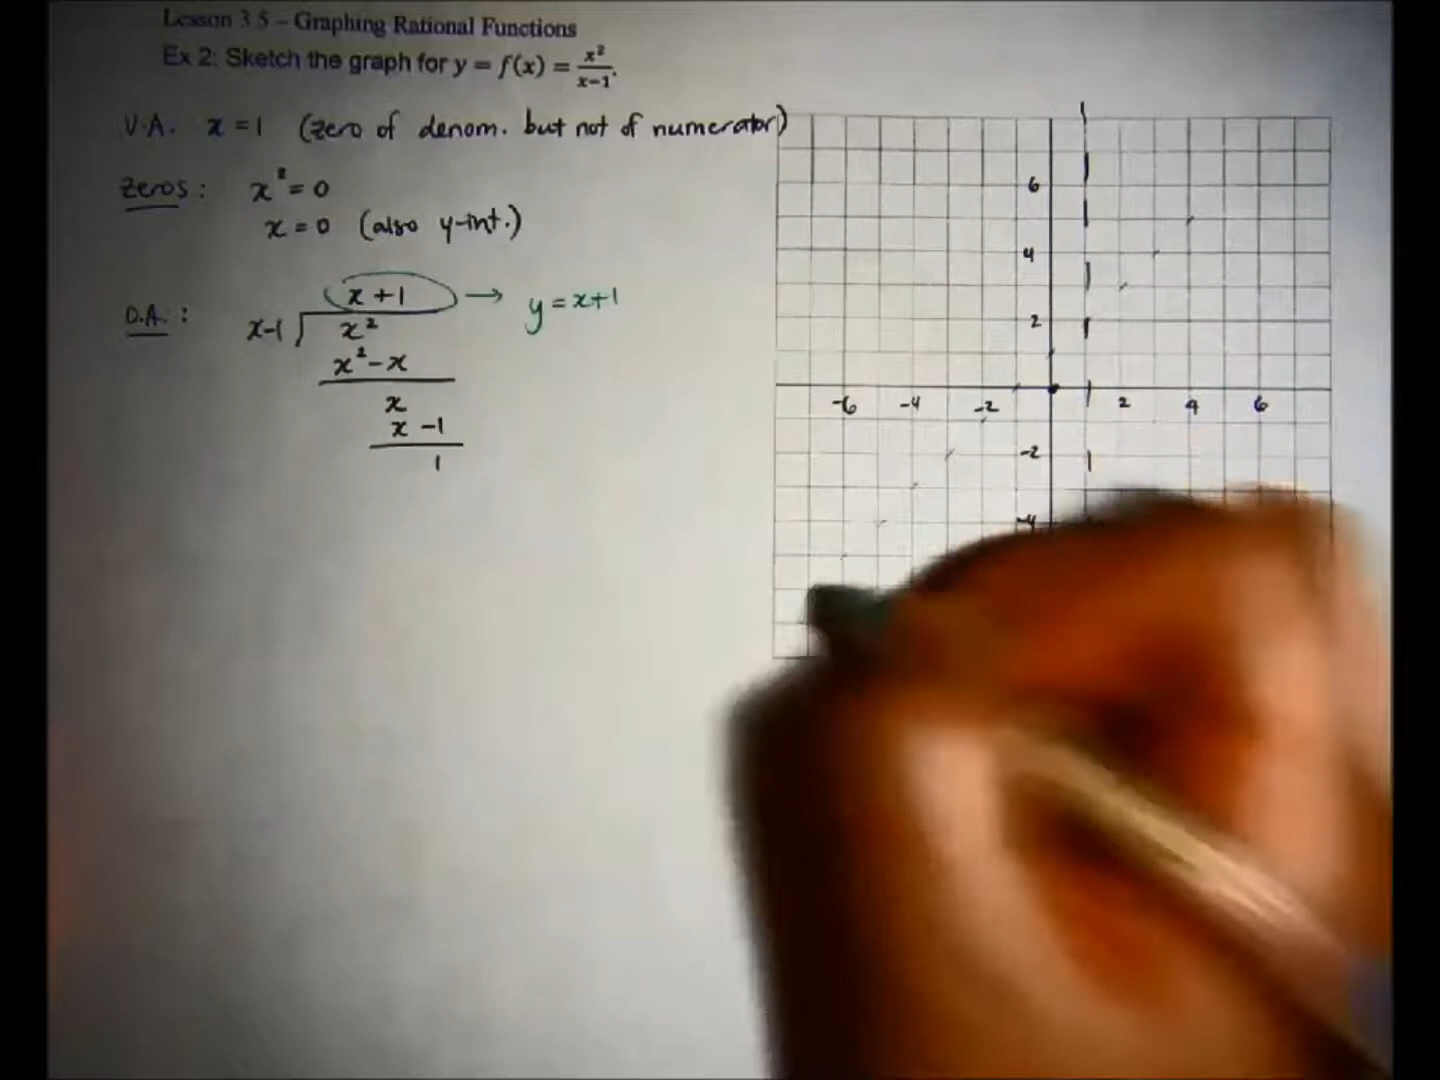 Lesson 3.5 – Graphing Rational Functions
Ex 2: Sketch the graph for y = f(x) = x²/x−1.
V.A. x = 1 (zero of denom. but not of numerator)
zeros: x² = 0
x = 0 (also y-int.)
O.A.: x + 1 → y = x+1
x-1 x²
x² - x
x
x - 1
1
6
4
2
-6 -4 -2 2 4 6
-2
-4